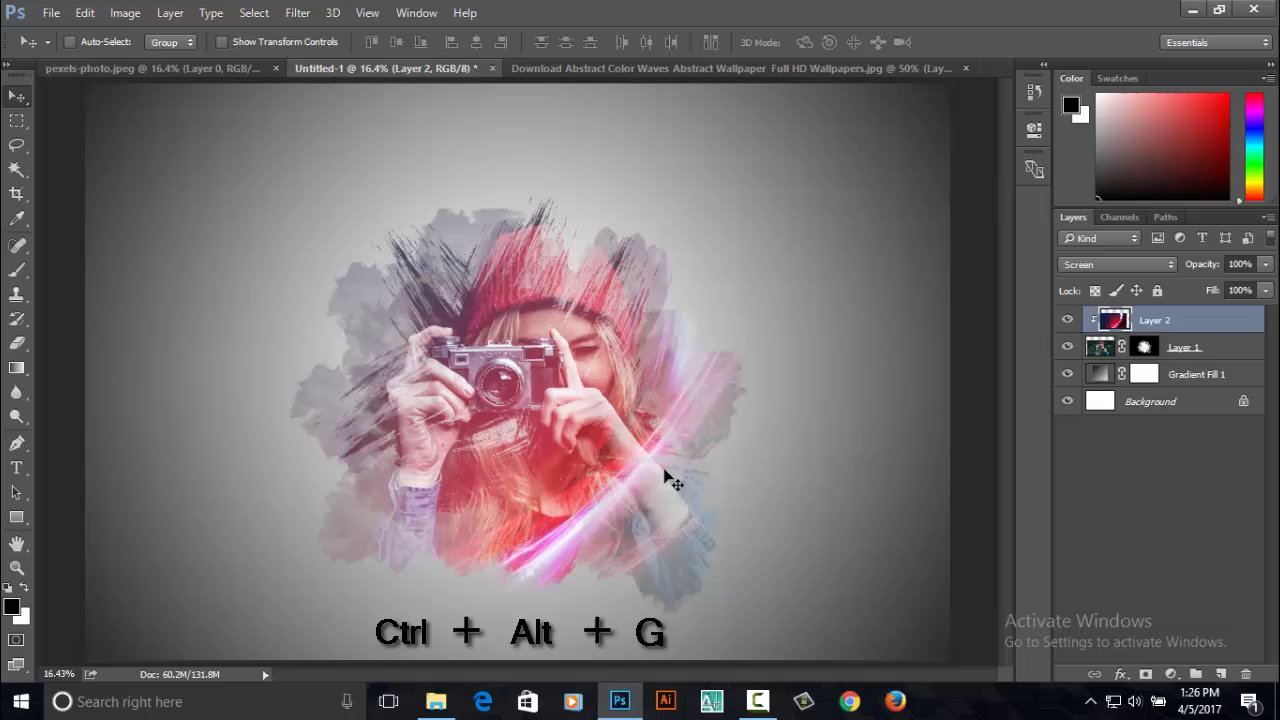 Ps File Edit Image Layer Type Select Filter 3D View Window Help
Auto-Select: Group Show Transform Controls 3D Mode: Essentials
pexels-photo.jpeg @ 16.4% (Layer 0, RGB/... × Untitled-1 @ 16.4% (Layer 2, RGB/8) * × Download Abstract Color Waves Abstract Wallpaper Full HD Wallpapers.jpg @ 50% (Lay... ×
Color Swatches
Layers Channels Paths
Kind
Screen Opacity: 100%
Lock: Fill: 100%
Layer 2
Layer 1
Gradient Fill 1
Background
Ctrl + Alt + G
Activate Windows
Go to Settings to activate Windows.
16.43% Doc: 60.2M/131.8M
Search right here Ps Ai 1:26 PM
4/5/2017